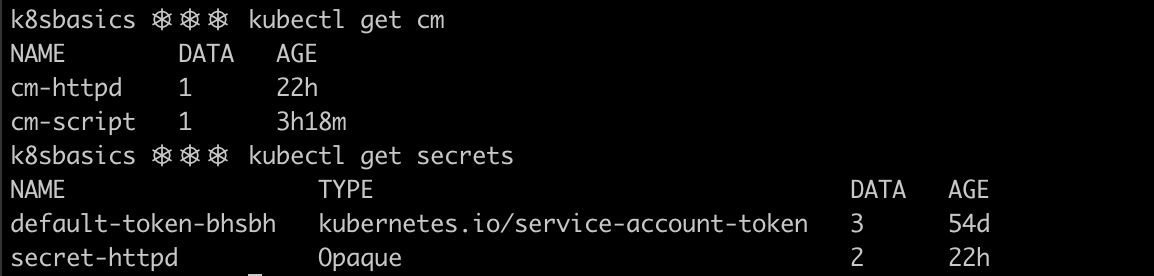 k8sbasics ⎈⎈⎈ kubectl get cm
NAME DATA AGE
cm-httpd 1 22h
cm-script 1 3h18m
k8sbasics ⎈⎈⎈ kubectl get secrets
NAME TYPE DATA AGE
default-token-bhsbh kubernetes.io/service-account-token 3 54d
secret-httpd Opaque 2 22h